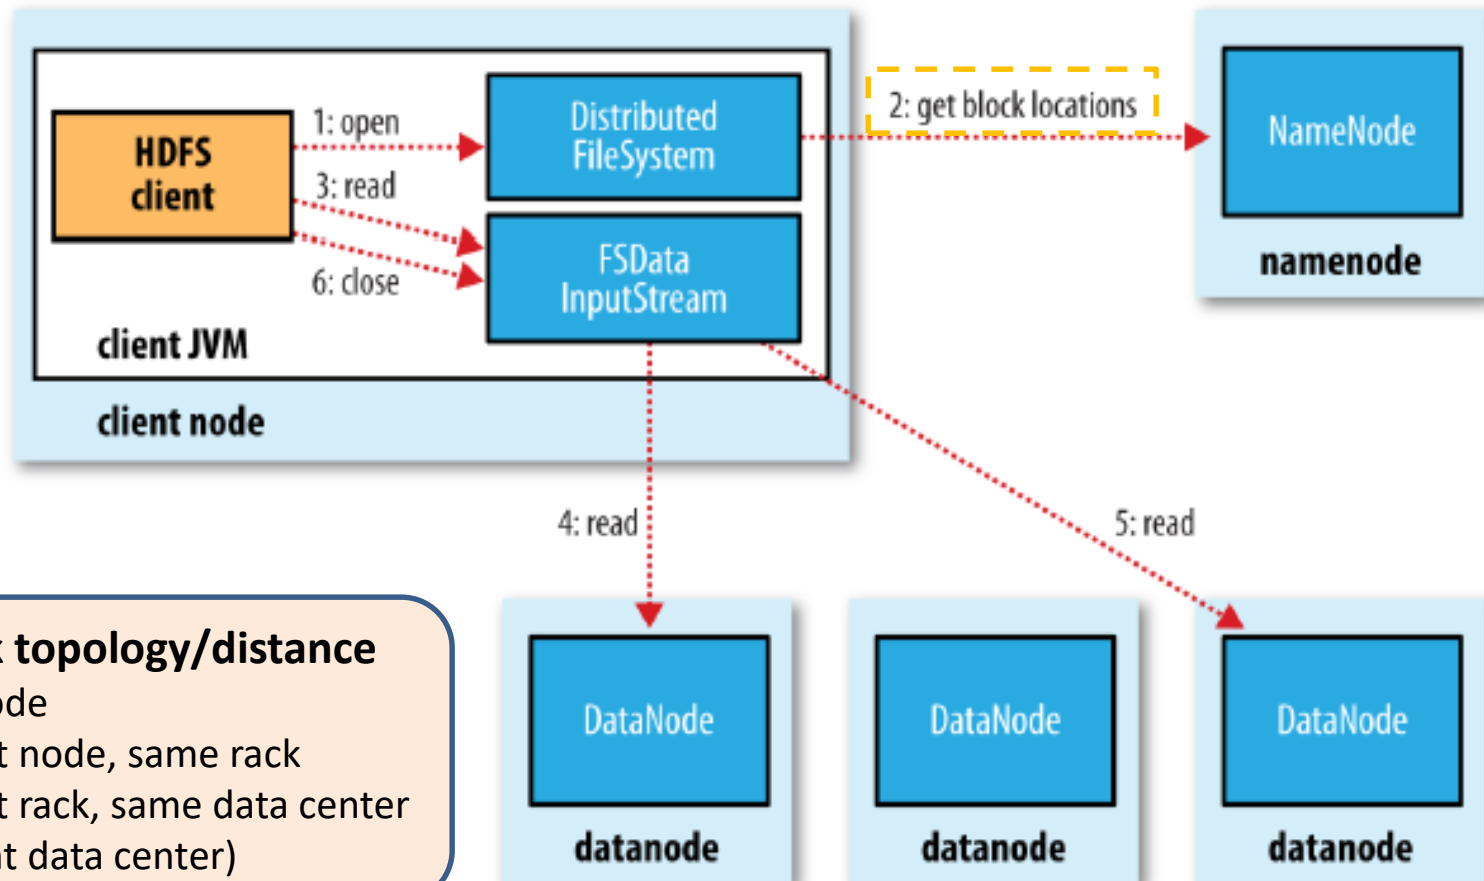 1: open
HDFS
client
3: read
6: close
Distributed
FileSystem
FSData
InputStream
client JVM
client node
2: get block locations
NameNode
namenode
4: read
5: read
topology/distance
node, same rack
rack, same data center
data center)
DataNode
datanode
DataNode
datanode
DataNode
datanode